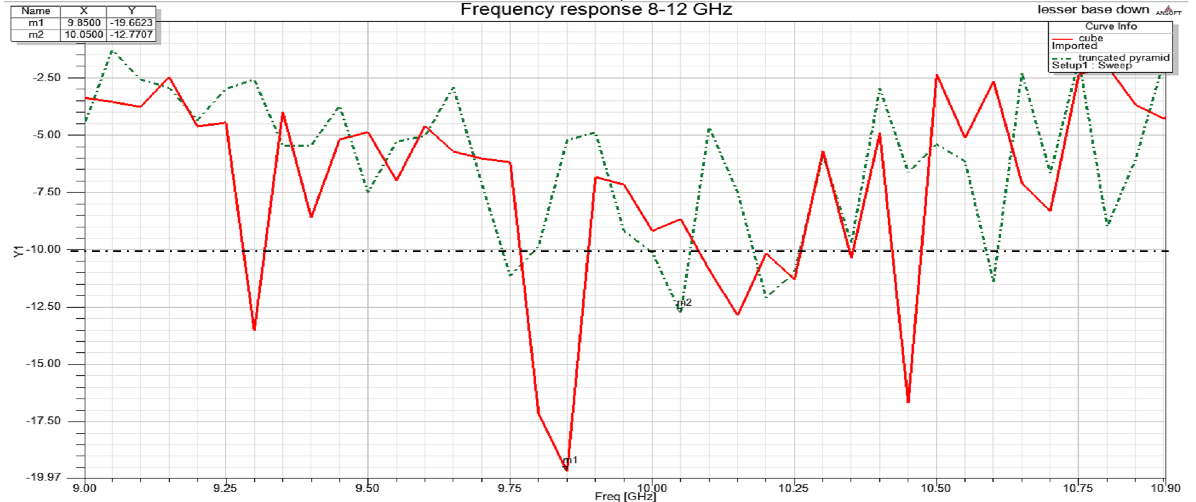 Frequency response 8-12 GHz
lesser base down
ANSOFT
Name X Y
m1 9.8500 -19.6623
m2 10.0500 -12.7707
Curve Info
cube
Imported
truncated pyramid
Setup1 : Sweep
-2.50
-5.00
-7.50
-10.00
-12.50
-15.00
-17.50
-19.97
Y1
m2
m1
9.00 9.25 9.50 9.75 10.00 10.25 10.50 10.75 10.90
Freq [GHz]